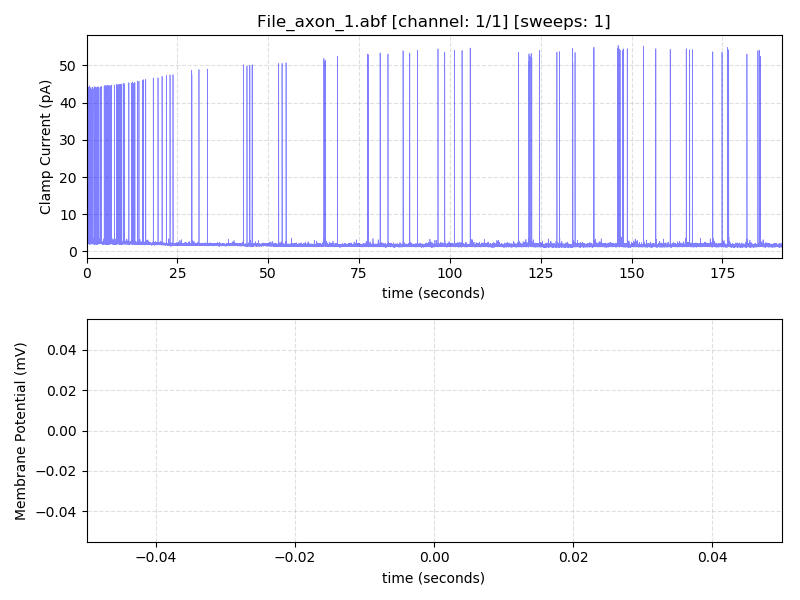 File_axon_1.abf [channel: 1/1] [sweeps: 1]
Clamp Current (pA)
50
40
30
20
10
0
0 25 50 75 100 125 150 175
time (seconds)
Membrane Potential (mV)
0.04
0.02
0.00
−0.02
−0.04
−0.04 −0.02 0.00 0.02 0.04
time (seconds)